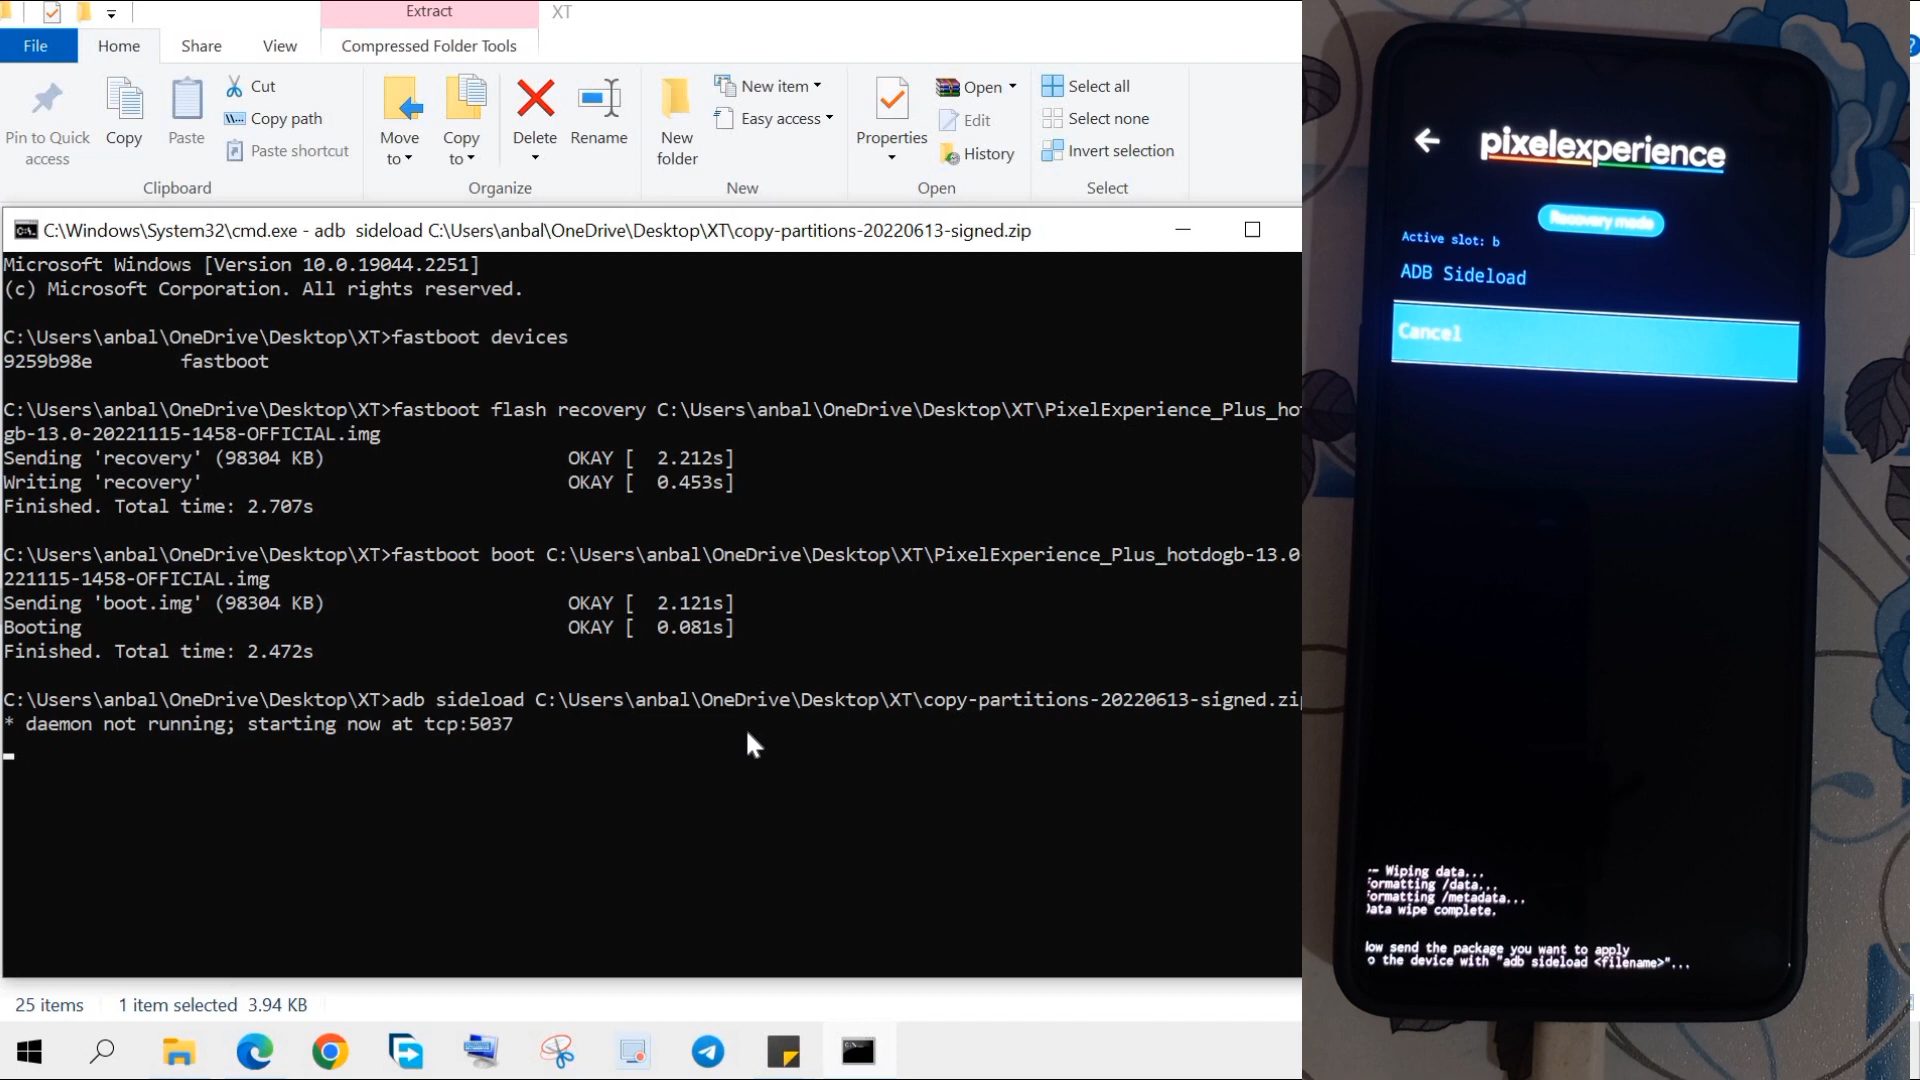 Extract
XT
File
Home
Share
View
Compressed Folder Tools
Pin to Quick access
Copy
Paste
Cut
Copy path
Paste shortcut
Clipboard
Move to
Copy to
Delete
Rename
Organize
New folder
New item
Easy access
New
Properties
Open
Edit
History
Open
Select all
Select none
Invert selection
Select
C:\Windows\System32\cmd.exe - adb  sideload C:\Users\anbal\OneDrive\Desktop\XT\copy-partitions-20220613-signed.zip
Microsoft Windows [Version 10.0.19044.2251]
(c) Microsoft Corporation. All rights reserved.
C:\Users\anbal\OneDrive\Desktop\XT>fastboot devices
9259b98e        fastboot
C:\Users\anbal\OneDrive\Desktop\XT>fastboot flash recovery C:\Users\anbal\OneDrive\Desktop\XT\PixelExperience_Plus_hot
gb-13.0-20221115-1458-OFFICIAL.img
Sending 'recovery' (98304 KB)                      OKAY [  2.212s]
Writing 'recovery'                                 OKAY [  0.453s]
Finished. Total time: 2.707s
C:\Users\anbal\OneDrive\Desktop\XT>fastboot boot C:\Users\anbal\OneDrive\Desktop\XT\PixelExperience_Plus_hotdogb-13.0
221115-1458-OFFICIAL.img
Sending 'boot.img' (98304 KB)                      OKAY [  2.121s]
Booting                                            OKAY [  0.081s]
Finished. Total time: 2.472s
C:\Users\anbal\OneDrive\Desktop\XT>adb sideload C:\Users\anbal\OneDrive\Desktop\XT\copy-partitions-20220613-signed.zip
* daemon not running; starting now at tcp:5037
25 items
1 item selected  3.94 KB
pixelexperience
Recovery mode
Active slot: b
ADB Sideload
Cancel
-- Wiping data...
ormatting /data...
ormatting /metadata...
Data wipe complete.
Now send the package you want to apply
o the device with "adb sideload <filename>"...